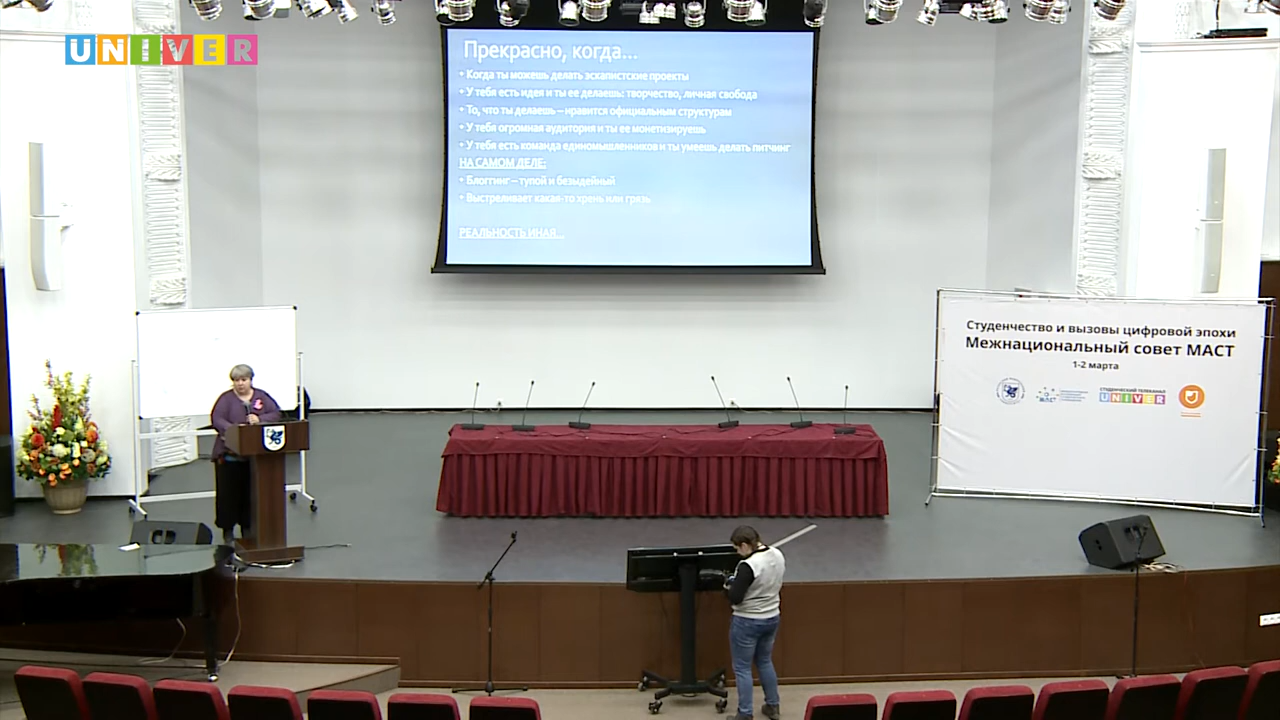 UNIVER
Прекрасно, когда...
• Когда ты можешь делать эскапистские проекты
• У тебя есть идея и ты ее делаешь: творчество, личная свобода
• То, что ты делаешь – нравится официальным структурам
• У тебя огромная аудитория и ты ее монетизируешь
• У тебя есть команда единомышленников и ты умеешь делать питчинг
НА САМОМ ДЕЛЕ:
• Блоггинг – тупой и безыдейный
• Выстреливает какая-то хрень или грязь
РЕАЛЬНОСТЬ ИНАЯ...
Студенчество и вызовы цифровой эпохи
Межнациональный совет МАСТ
1-2 марта
СТУДЕНЧЕСКИЙ ТЕЛЕКАНАЛ
UNIVER